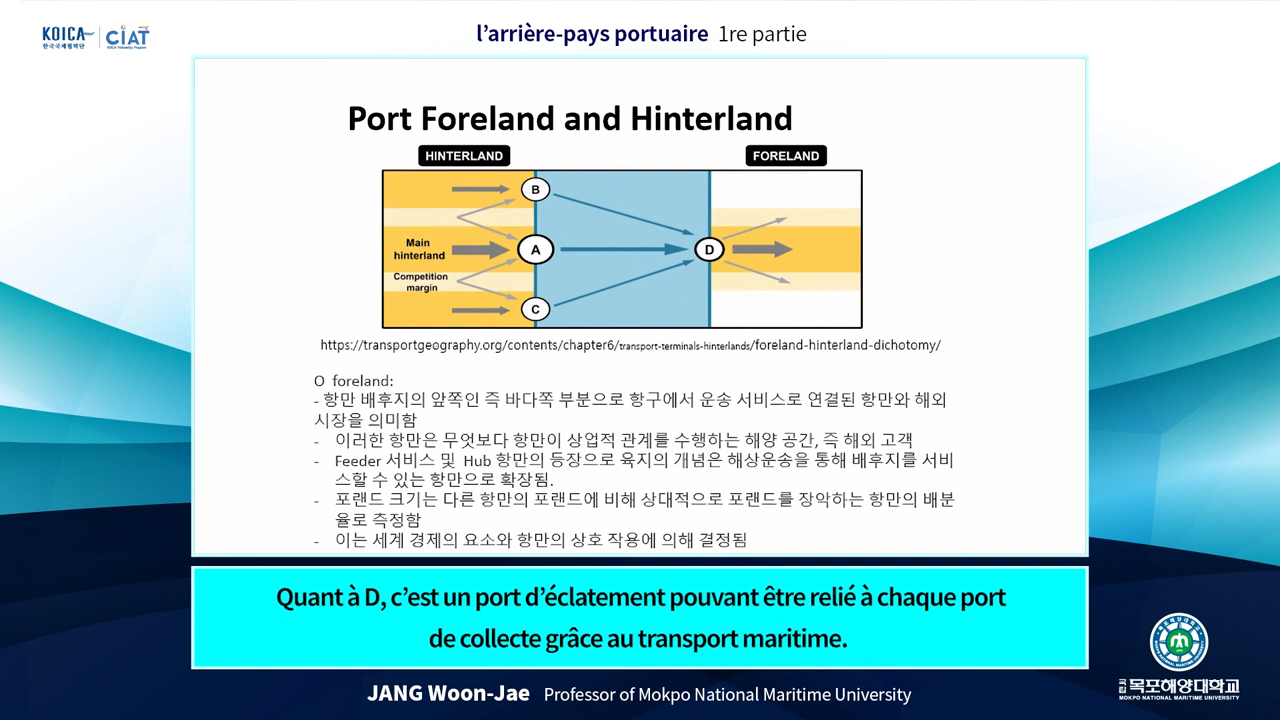 KOICA
한국국제협력단
CIAT
KOICA Fellowship Program
l’arrière-pays portuaire 1re partie
Port Foreland and Hinterland
HINTERLAND
FORELAND
B
Main hinterland
A
D
Competition margin
C
https://transportgeography.org/contents/chapter6/transport-terminals-hinterlands/foreland-hinterland-dichotomy/
O foreland:
- 항만 배후지의 앞쪽인 즉 바다쪽 부분으로 항구에서 운송 서비스로 연결된 항만와 해외
시장을 의미함
- 이러한 항만은 무엇보다 항만이 상업적 관계를 수행하는 해양 공간, 즉 해외 고객
- Feeder 서비스 및 Hub 항만의 등장으로 육지의 개념은 해상운송을 통해 배후지를 서비
스할 수 있는 항만으로 확장됨.
- 포랜드 크기는 다른 항만의 포랜드에 비해 상대적으로 포랜드를 장악하는 항만의 배분
율로 측정함
- 이는 세계 경제의 요소와 항만의 상호 작용에 의해 결정됨
Quant à D, c’est un port d’éclatement pouvant être relié à chaque port
de collecte grâce au transport maritime.
JANG Woon-Jae Professor of Mokpo National Maritime University
국립 목포해양대학교
MOKPO NATIONAL MARITIME UNIVERSITY